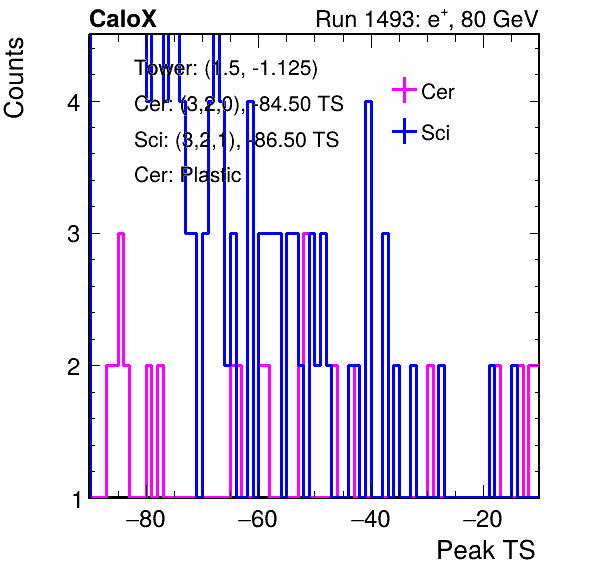 CaloX Run 1493: e+, 80 GeV
Counts
Tower: (1.5, -1.125)
Cer: (3,2,0), -84.50 TS
Sci: (3,2,1), -86.50 TS
Cer: Plastic
Cer
Sci
4
3
2
1
−80 −60 −40 −20
Peak TS